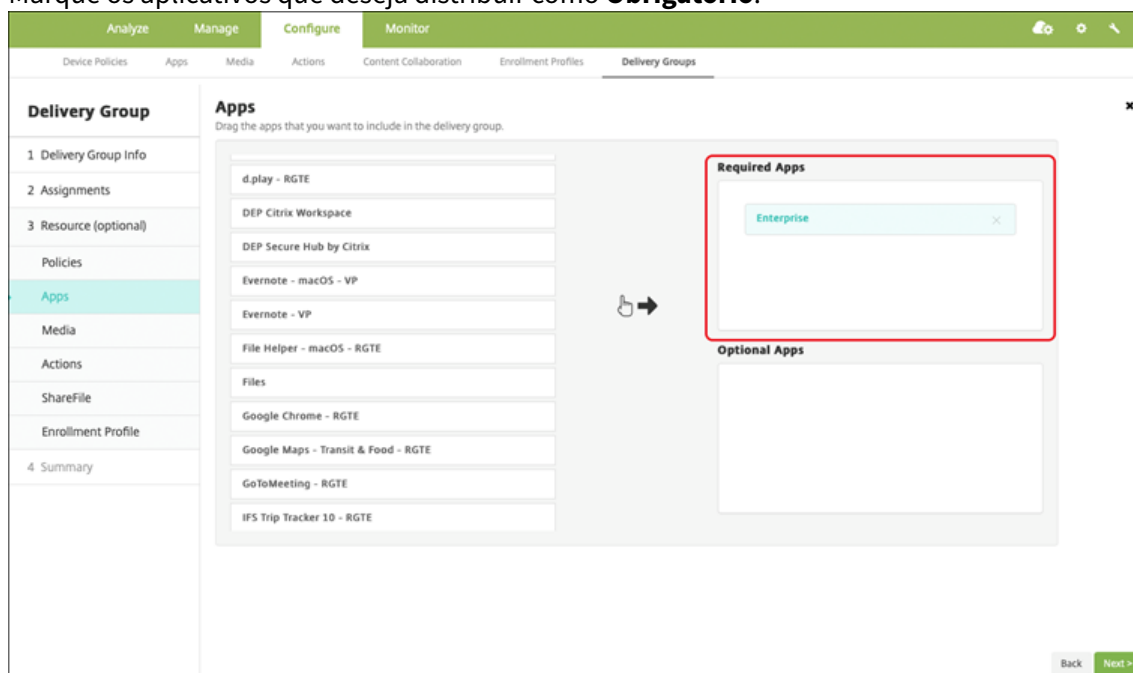 Marque os aplicativos que deseja distribuir como Obrigatório.
Analyze Manage Configure Monitor
Device Policies Apps Media Actions Content Collaboration Enrollment Profiles Delivery Groups
Delivery Group
1 Delivery Group Info
2 Assignments
3 Resource (optional)
Policies
Apps
Media
Actions
ShareFile
Enrollment Profile
4 Summary
Apps
Drag the apps that you want to include in the delivery group.
d.play - RGTE
DEP Citrix Workspace
DEP Secure Hub by Citrix
Evernote - macOS - VP
Evernote - VP
File Helper - macOS - RGTE
Files
Google Chrome - RGTE
Google Maps - Transit & Food - RGTE
GoToMeeting - RGTE
IFS Trip Tracker 10 - RGTE
Required Apps
Enterprise
Optional Apps
Back Next >